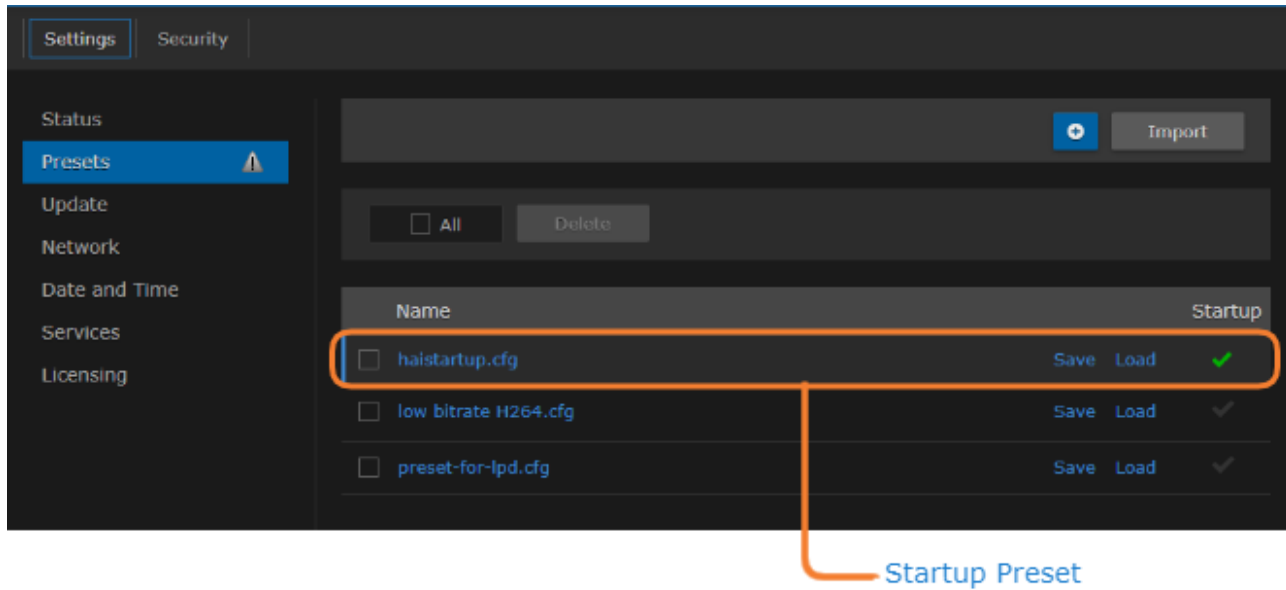 Settings Security
Status
Presets
Update
Network
Date and Time
Services
Licensing
Import
All Delete
Name Startup
haistartup.cfg Save Load
low bitrate H264.cfg Save Load
preset-for-lpd.cfg Save Load
Startup Preset